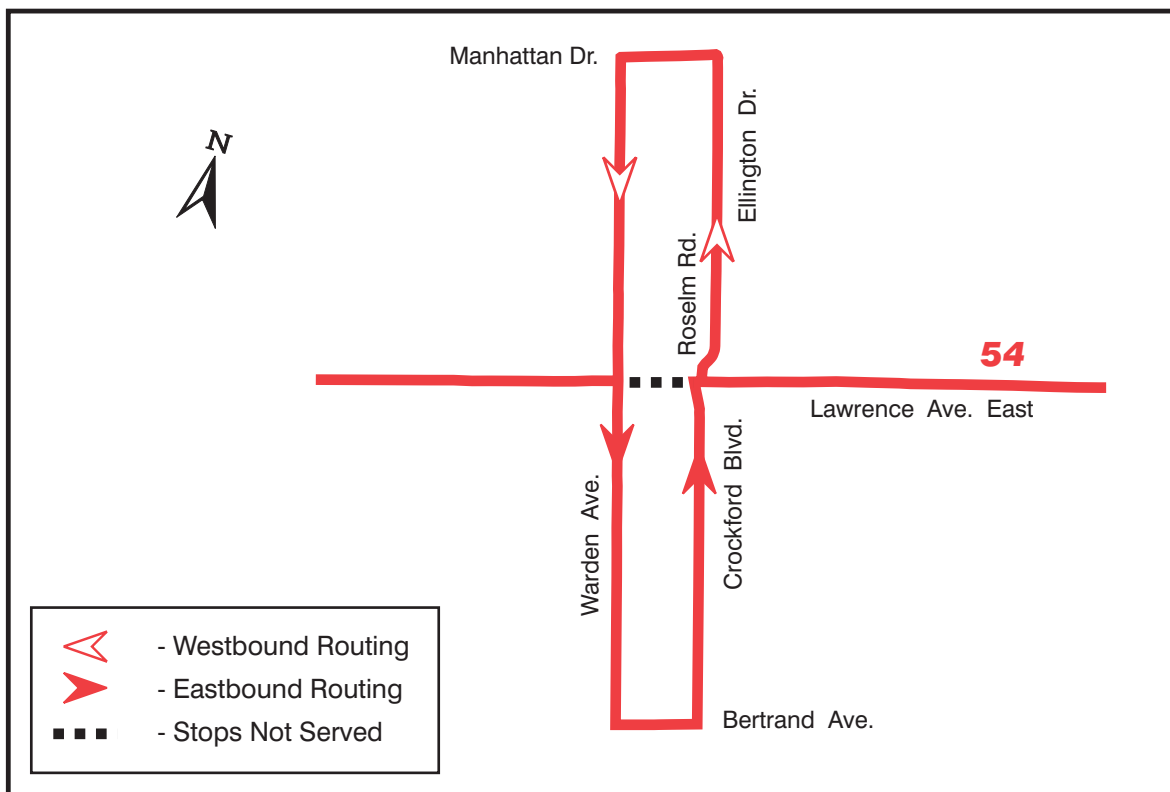 Manhattan Dr.
N
Ellington Dr.
Roselm Rd.
54
Lawrence Ave. East
Warden Ave.
Crockford Blvd.
Bertrand Ave.
- Westbound Routing
- Eastbound Routing
- Stops Not Served